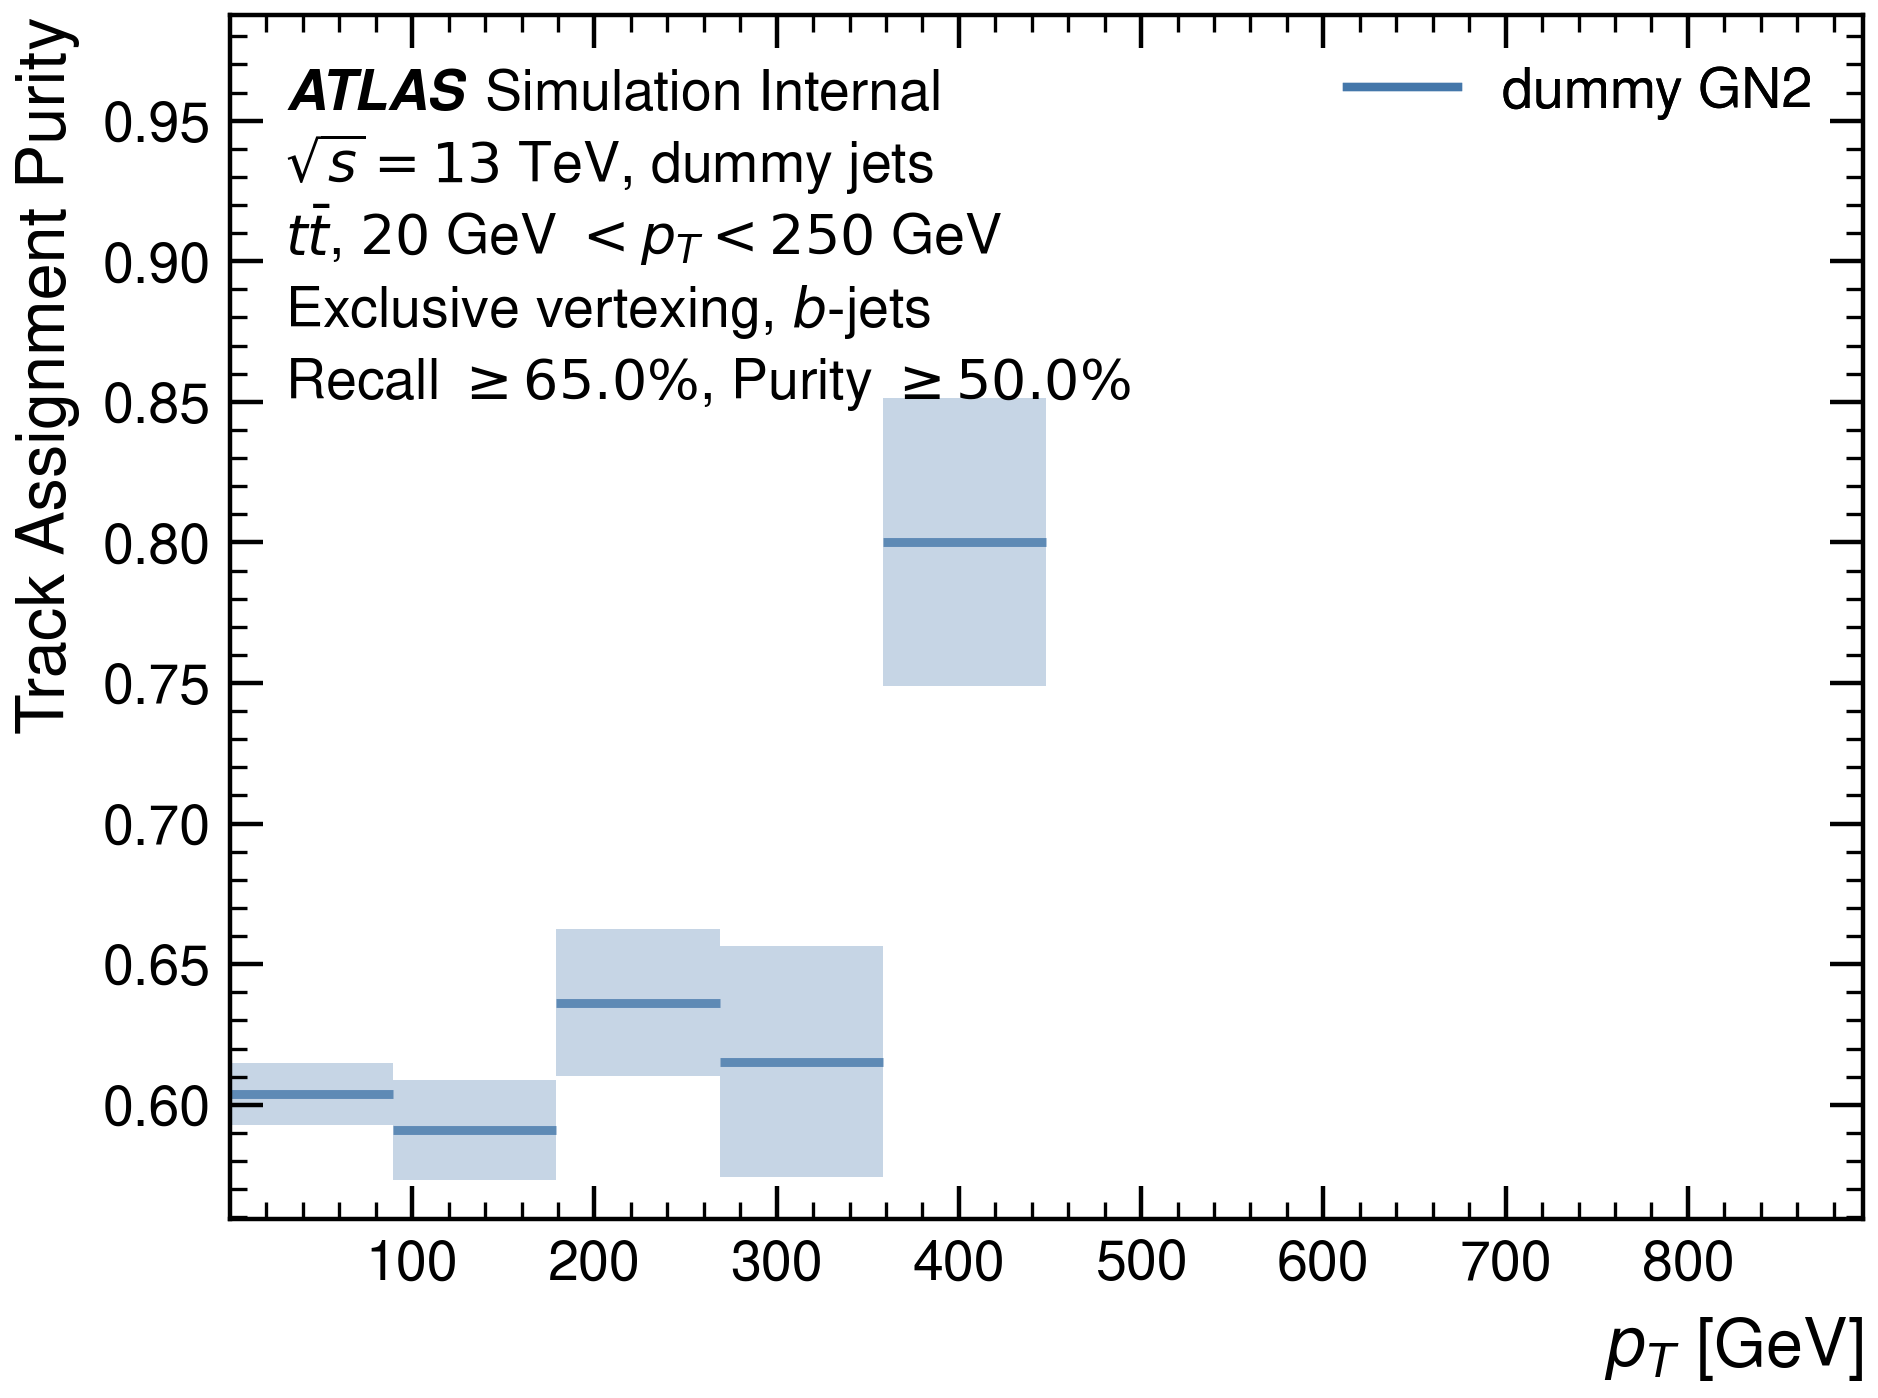 Track Assignment Purity
ATLAS Simulation Internal
√s = 13 TeV, dummy jets
tt̄, 20 GeV < p_T < 250 GeV
Exclusive vertexing, b-jets
Recall ≥ 65.0%, Purity ≥ 50.0%
dummy GN2
0.95
0.90
0.85
0.80
0.75
0.70
0.65
0.60
100 200 300 400 500 600 700 800
p_T [GeV]